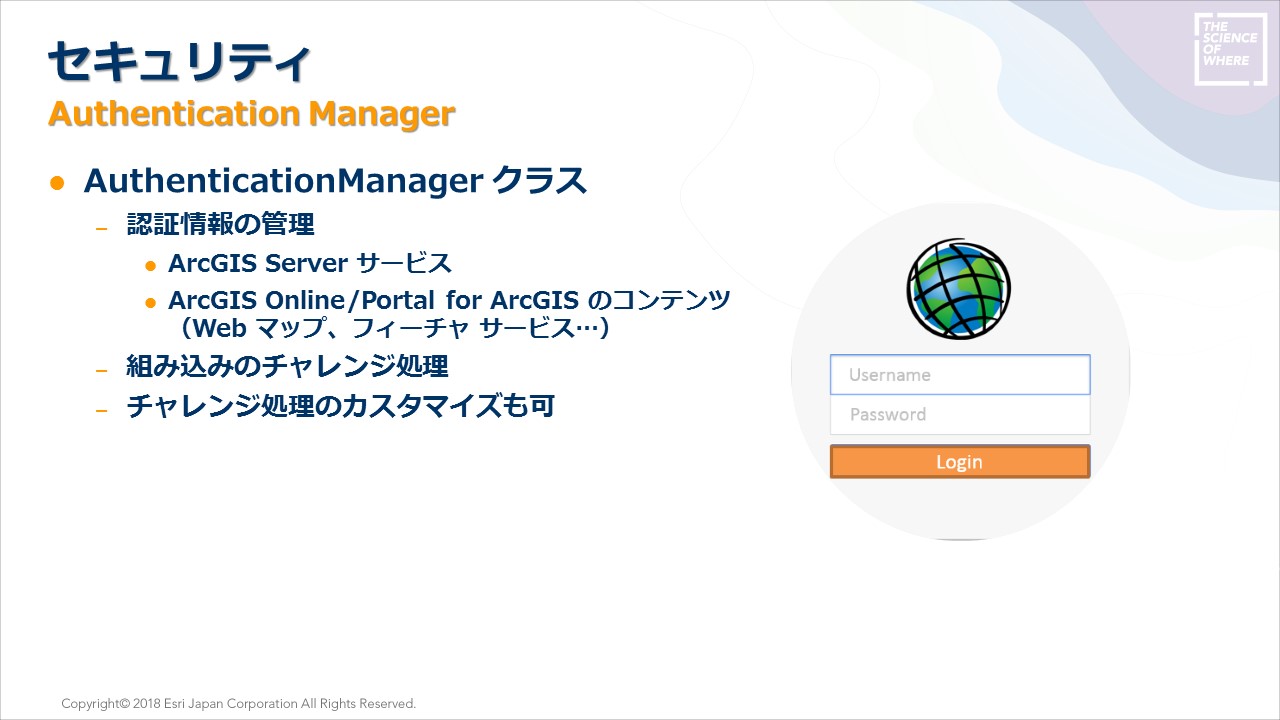 セキュリティ
Authentication Manager
THE
SCIENCE
OF
WHERE
● AuthenticationManager クラス
– 認証情報の管理
● ArcGIS Server サービス
● ArcGIS Online/Portal for ArcGIS のコンテンツ
（Web マップ、フィーチャ サービス…）
– 組み込みのチャレンジ処理
– チャレンジ処理のカスタマイズも可
Username
Password
Login
Copyright© 2018 Esri Japan Corporation All Rights Reserved.